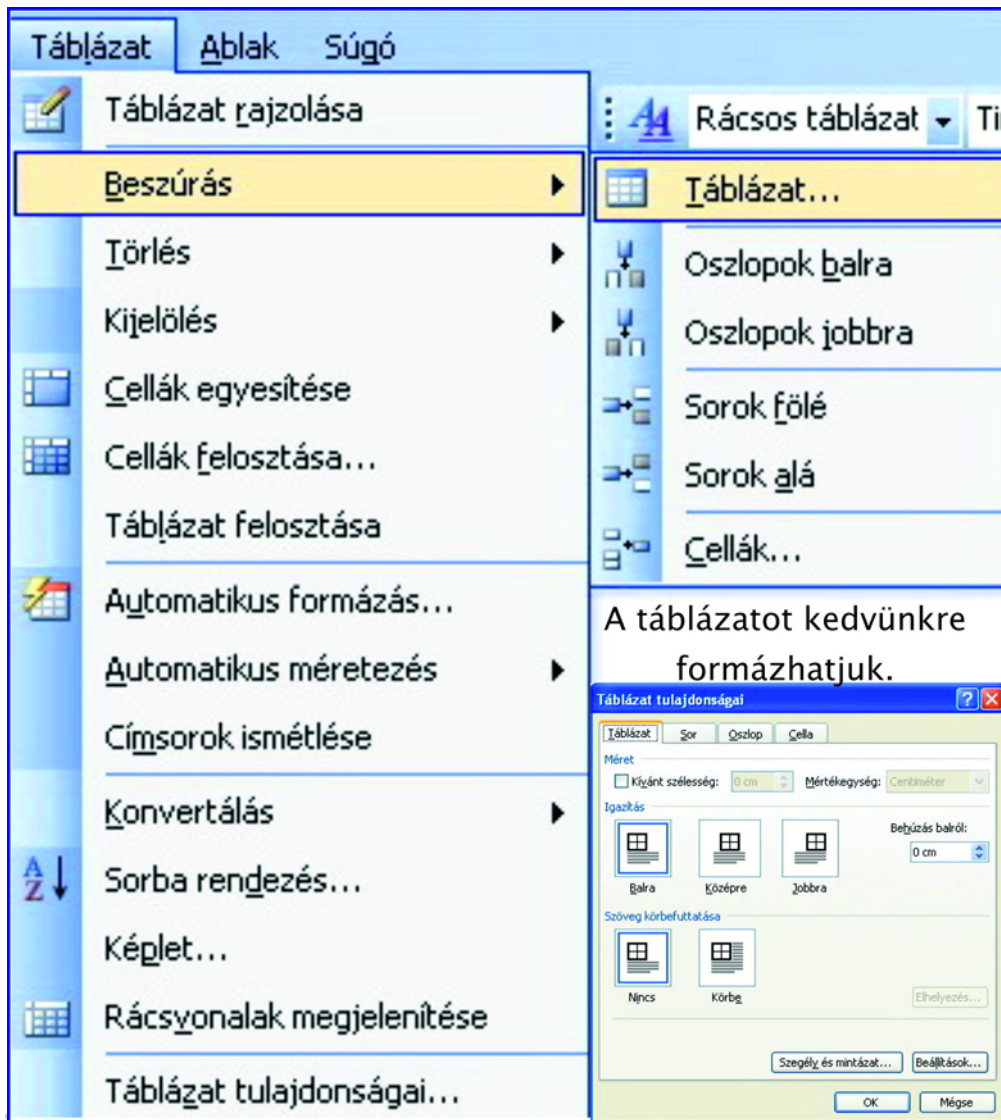 Táblázat Ablak Súgó
Táblázat rajzolása
Beszúrás
Törlés
Kijelölés
Cellák egyesítése
Cellák felosztása...
Táblázat felosztása
Automatikus formázás...
Automatikus méretezés
Címsorok ismétlése
Konvertálás
Sorba rendezés...
Képlet...
Rácsvonalak megjelenítése
Táblázat tulajdonságai...
Rácsos táblázat
Táblázat...
Oszlopok balra
Oszlopok jobbra
Sorok fölé
Sorok alá
Cellák...
A táblázatot kedvünkre
formázhatjuk.
Táblázat tulajdonságai
Táblázat Sor Oszlop Cella
Méret
Kívánt szélesség: 0 cm Mértékegység: Centiméter
Igazítás
Behúzás balról:
0 cm
Balra Középre Jobbra
Szöveg körbefuttatása
Nincs Körbe
Elhelyezés...
Szegély és mintázat... Beállítások...
OK Mégse